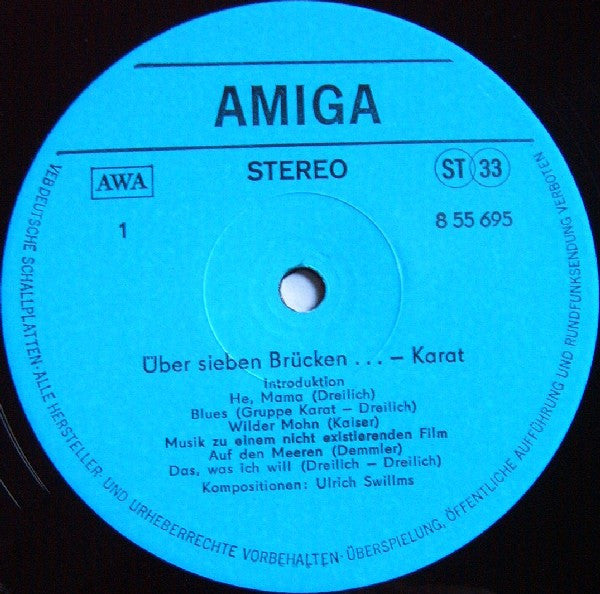 AMIGA
AWA
STEREO
ST 33
1
8 55 695
Über sieben Brücken ... – Karat
Introduktion
He, Mama (Dreilich)
Blues (Gruppe Karat – Dreilich)
Wilder Mohn (Kaiser)
Musik zu einem nicht existierenden Film
Auf den Meeren (Demmler)
Das, was ich will (Dreilich – Dreilich)
Kompositionen: Ulrich Swillms
VEB DEUTSCHE SCHALLPLATTEN · ALLE HERSTELLER- UND URHEBERRECHTE VORBEHALTEN · ÜBERSPIELUNG, ÖFFENTLICHE AUFFÜHRUNG UND RUNDFUNKSENDUNG VERBOTEN